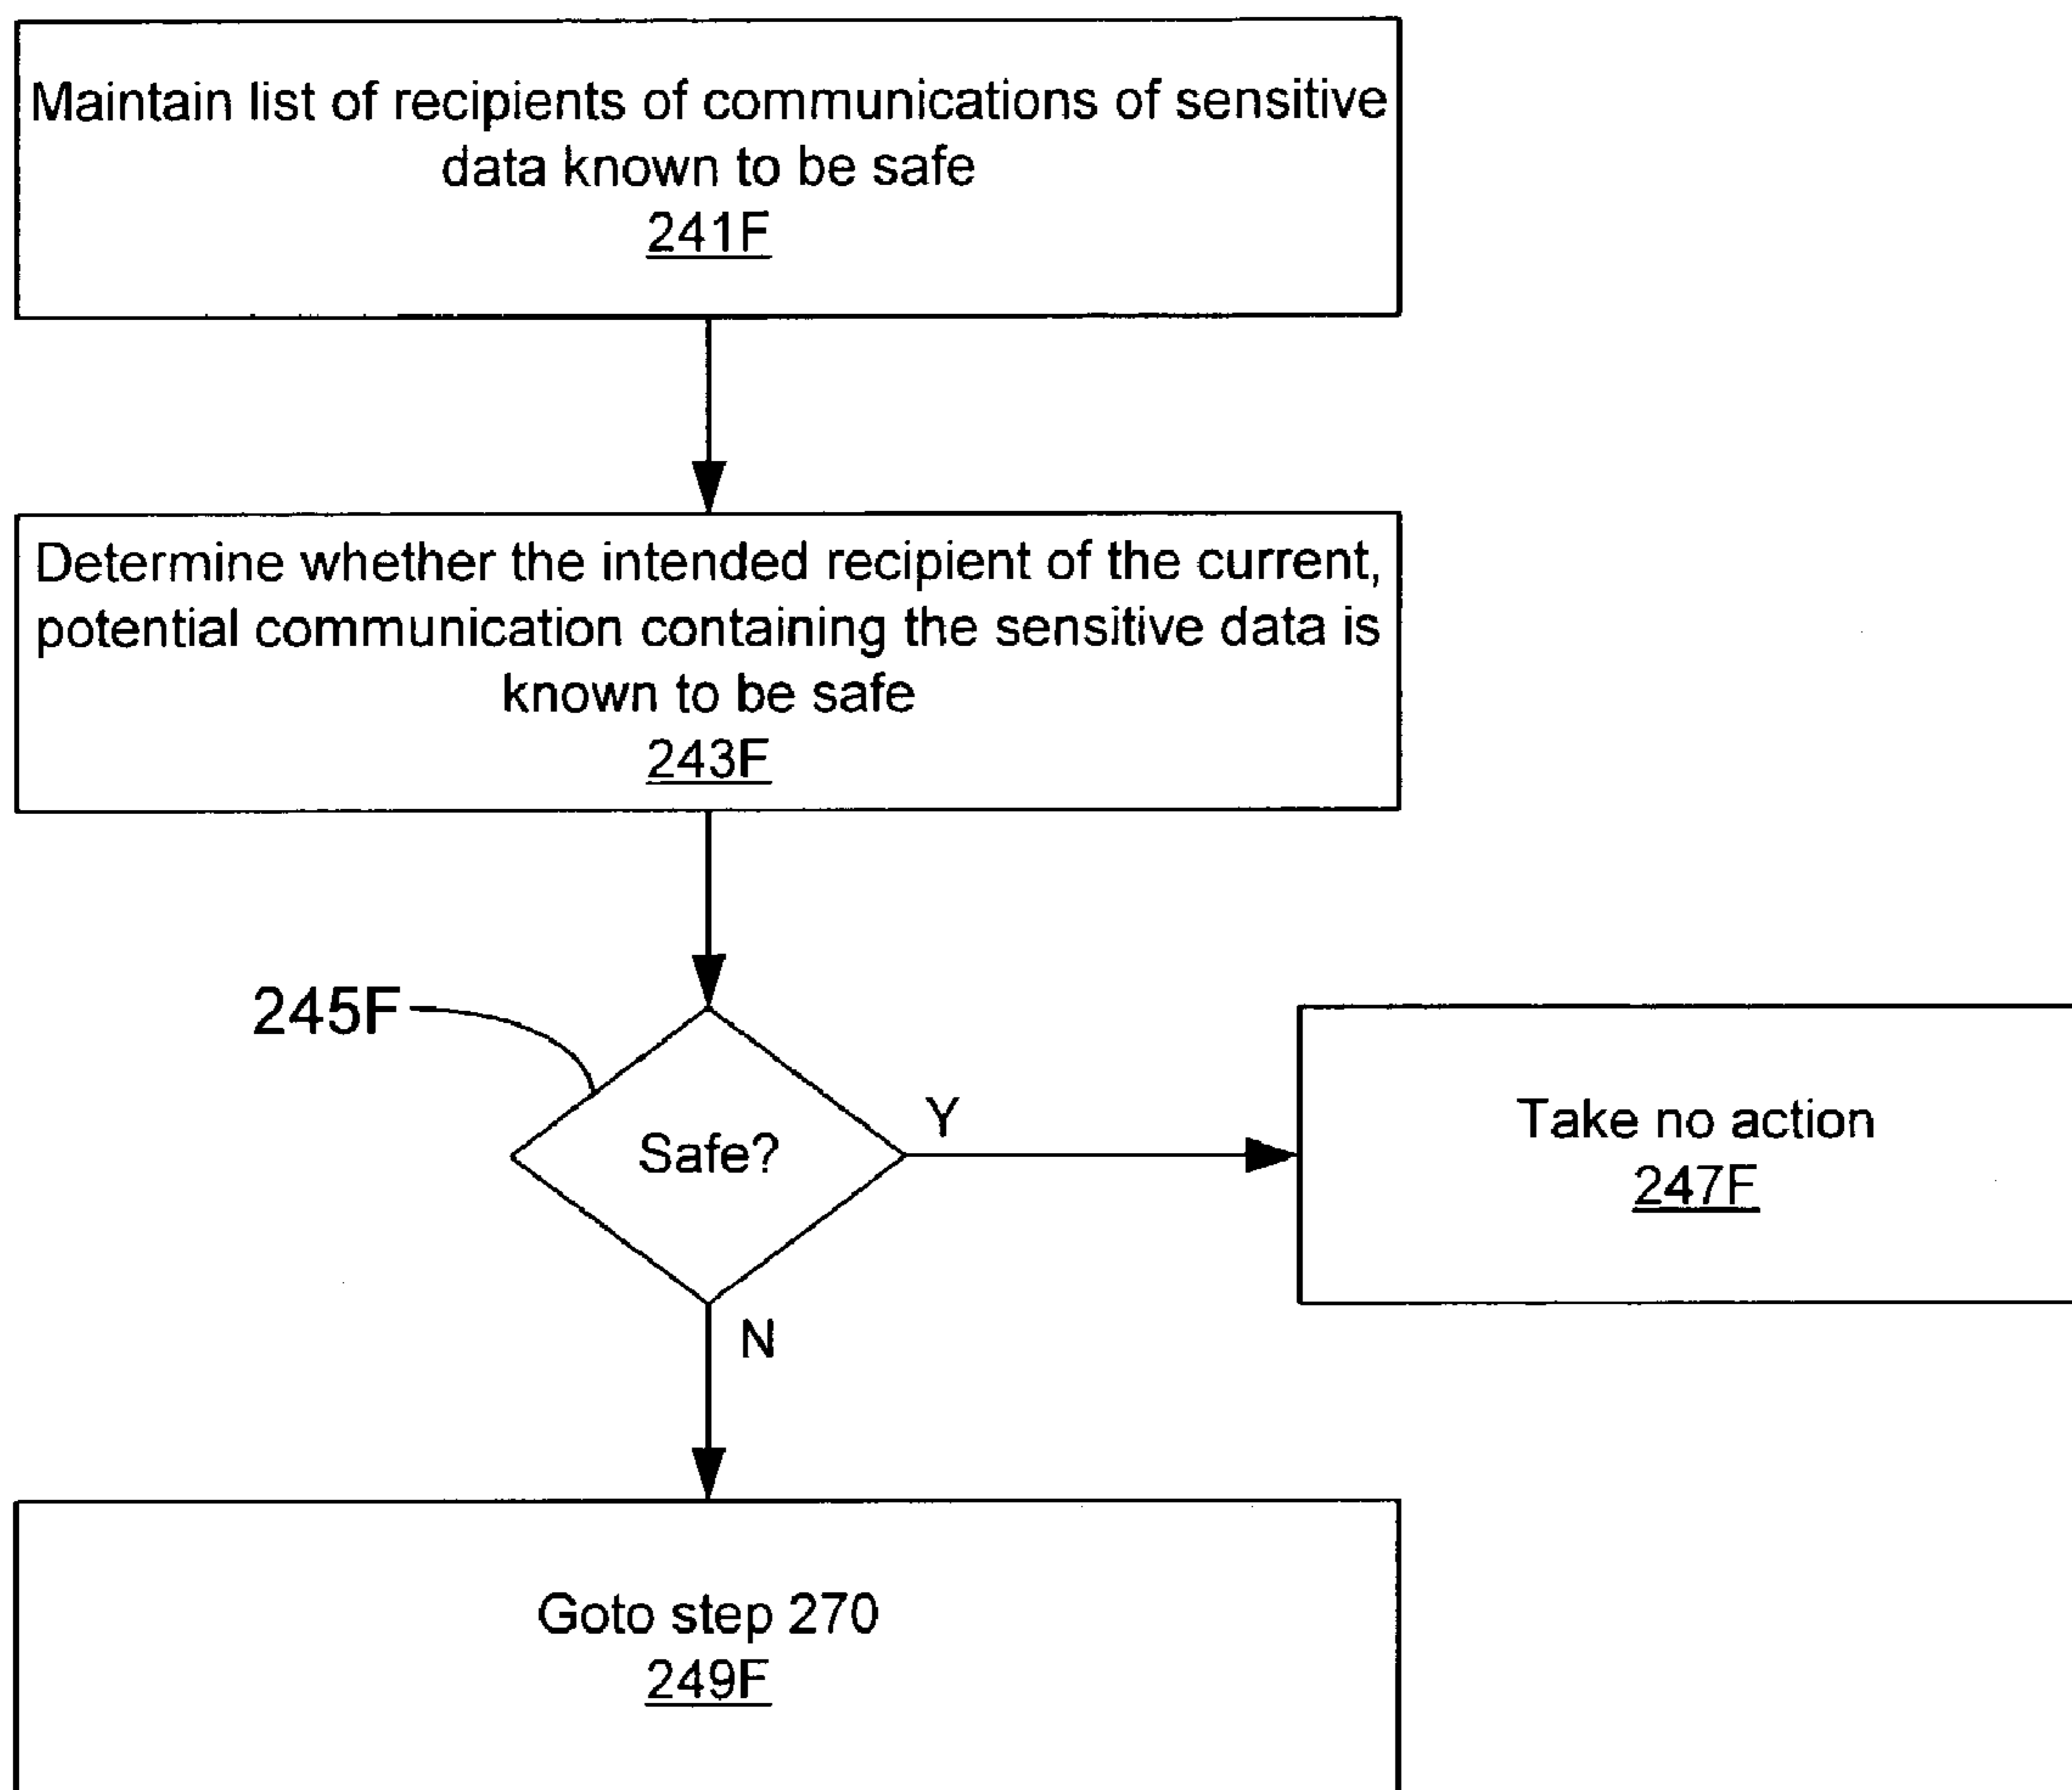 Maintain list of recipients of communications of sensitive
data known to be safe
241F
Determine whether the intended recipient of the current,
potential communication containing the sensitive data is
known to be safe
243F
245F
Safe?
Y
Take no action
247F
N
Goto step 270
249F